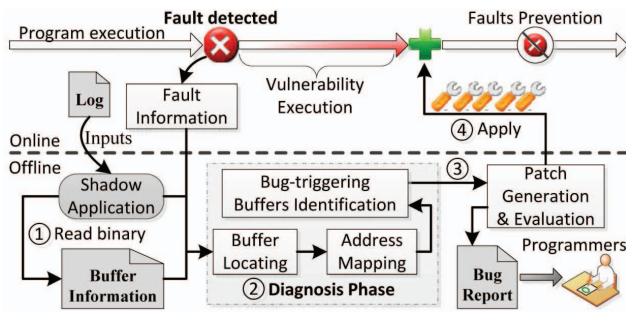 Fault detected
Faults Prevention
Program execution
Vulnerability
Execution
Log
Fault
Information
Inputs
④ Apply
Online
Offline
Shadow
Application
① Read binary
Buffer
Information
Bug-triggering
Buffers Identification
③
Patch
Generation
& Evaluation
Buffer
Locating
Address
Mapping
② Diagnosis Phase
Programmers
Bug
Report